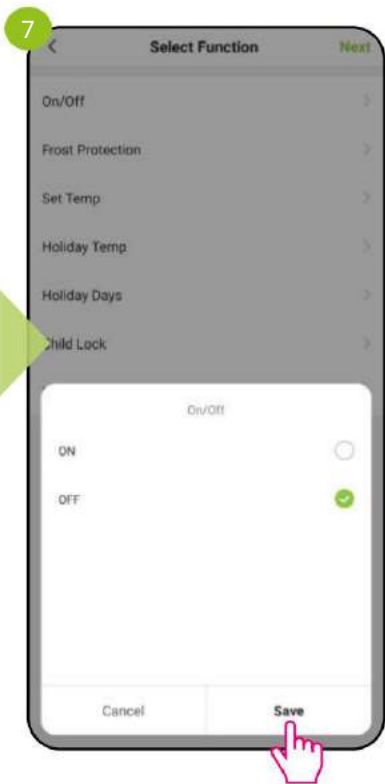 7
Select Function Next
On/Off
Frost Protection
Set Temp
Holiday Temp
Holiday Days
Child Lock
On/Off
ON
OFF
Cancel Save